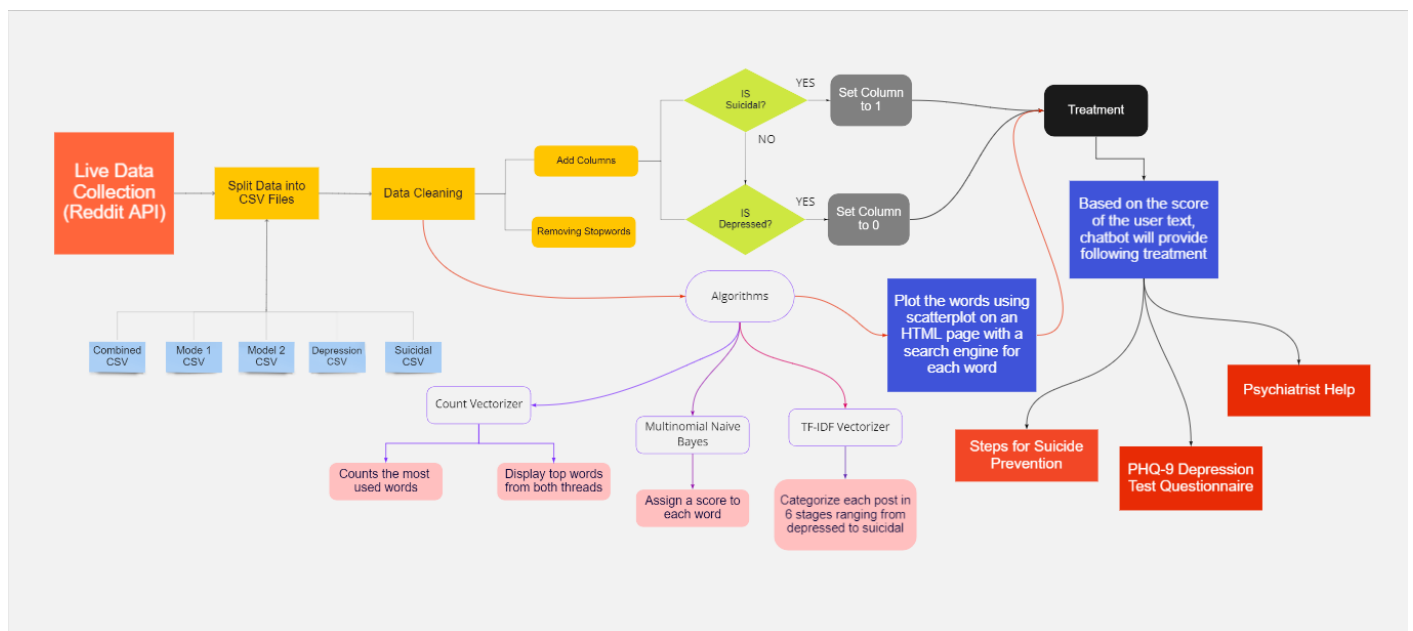 Live Data
Collection
(Reddit API)
Split Data into
CSV Files
Data Cleaning
Add Columns
Removing Stopwords
IS
Suicidal?
YES
NO
IS
Depressed?
YES
Set Column
to 1
Set Column
to 0
Treatment
Based on the score
of the user text,
chatbot will provide
following treatment
Combined
CSV
Mode 1
CSV
Model 2
CSV
Depression
CSV
Suicidal
CSV
Algorithms
Plot the words using
scatterplot on an
HTML page with a
search engine for
each word
Count Vectorizer
Counts the most
used words
Display top words
from both threads
Multinomial Naive
Bayes
Assign a score to
each word
TF-IDF Vectorizer
Categorize each post in
6 stages ranging from
depressed to suicidal
Steps for Suicide
Prevention
PHQ-9 Depression
Test Questionnaire
Psychiatrist Help